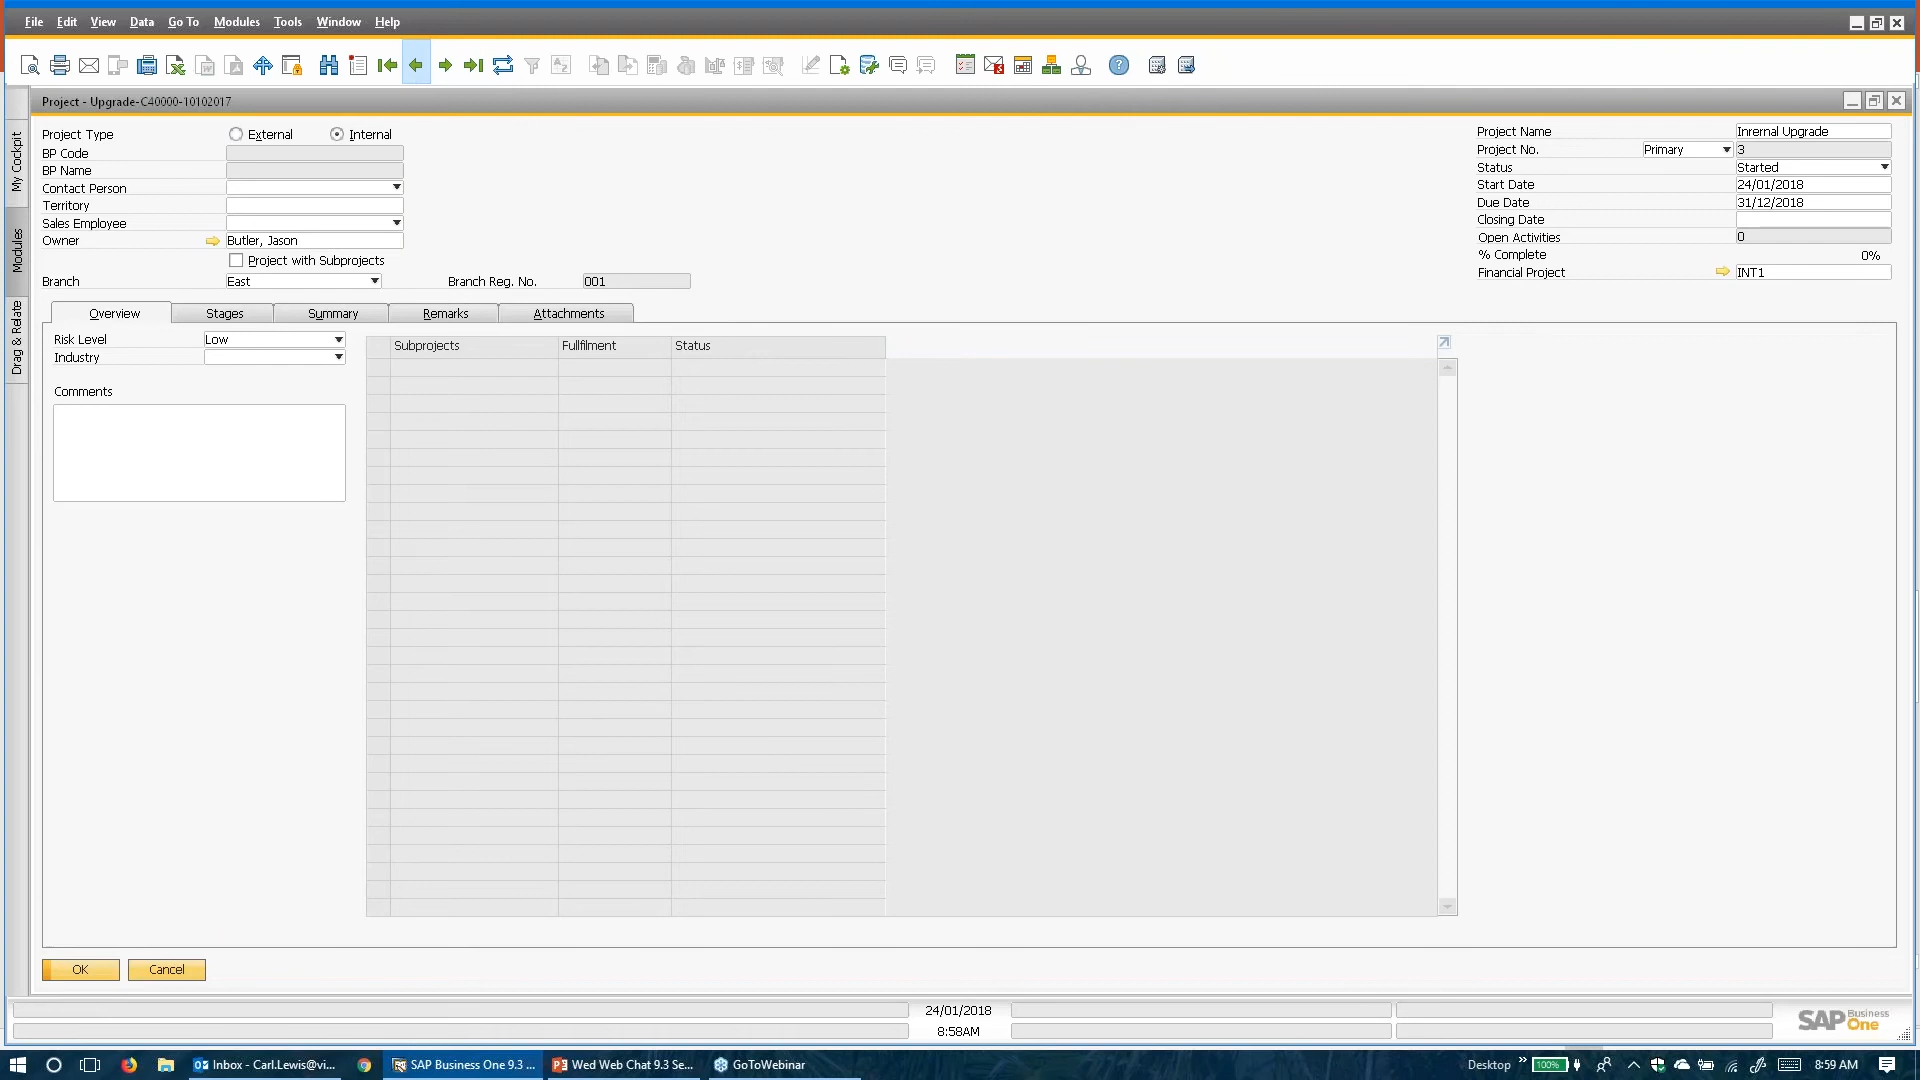 File Edit View Data Go To Modules Tools Window Help
Project - Upgrade-C40000-10102017
My Cockpit
Modules
Drag & Relate
Project Type External Internal
BP Code
BP Name
Contact Person
Territory
Sales Employee
Owner Butler, Jason
Project with Subprojects
Branch East Branch Reg. No. 001
Project Name Inrernal Upgrade
Project No. Primary 3
Status Started
Start Date 24/01/2018
Due Date 31/12/2018
Closing Date
Open Activities 0
% Complete 0%
Financial Project INT1
Overview Stages Summary Remarks Attachments
Risk Level Low
Industry
Comments
Subprojects Fullfilment Status
OK Cancel
24/01/2018
8:58AM
SAP Business One
Inbox - Carl.Lewis@vi... SAP Business One 9.3 ... Wed Web Chat 9.3 Se... GoToWebinar Desktop 100% 8:59 AM